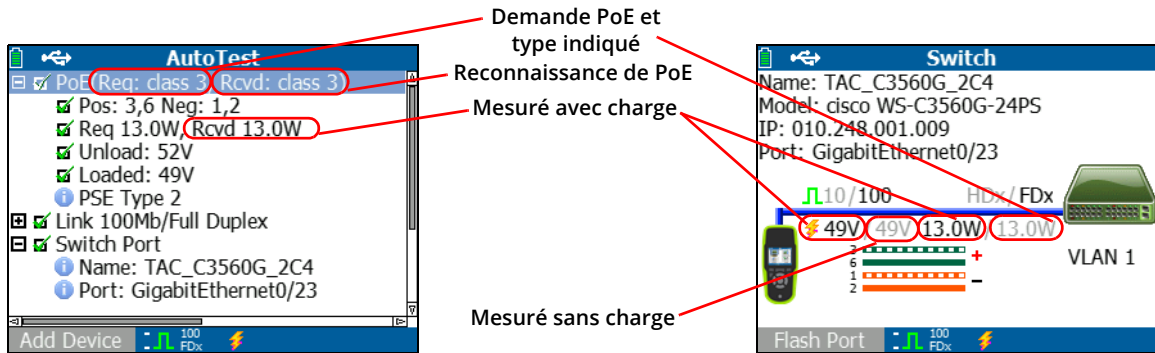 Demande PoE et
type indiqué
Reconnaissance de PoE
Mesuré avec charge
Mesuré sans charge
AutoTest
PoE (Req: class 3) (Rcvd: class 3)
Pos: 3,6 Neg: 1,2
Req 13.0W, Rcvd 13.0W
Unload: 52V
Loaded: 49V
PSE Type 2
Link 100Mb/Full Duplex
Switch Port
Name: TAC_C3560G_2C4
Port: GigabitEthernet0/23
Add Device
100
FDx
Switch
Name: TAC_C3560G_2C4
Model: cisco WS-C3560G-24PS
IP: 010.248.001.009
Port: GigabitEthernet0/23
10/100 HDx/FDx
49V/49V 13.0W/13.0W
3
6
1
2
+
–
VLAN 1
Flash Port
100
FDx